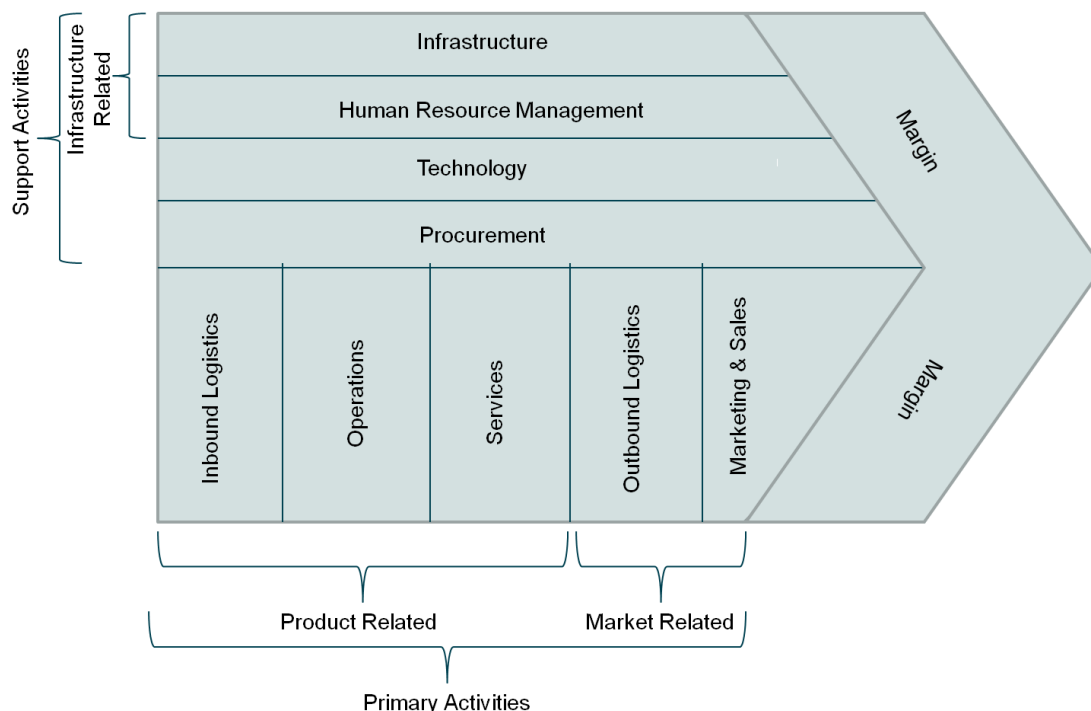 Support Activities
Infrastructure
Related
Infrastructure
Human Resource Management
Technology
Procurement
Margin
Margin
Inbound Logistics
Operations
Services
Outbound Logistics
Marketing & Sales
Product Related
Market Related
Primary Activities